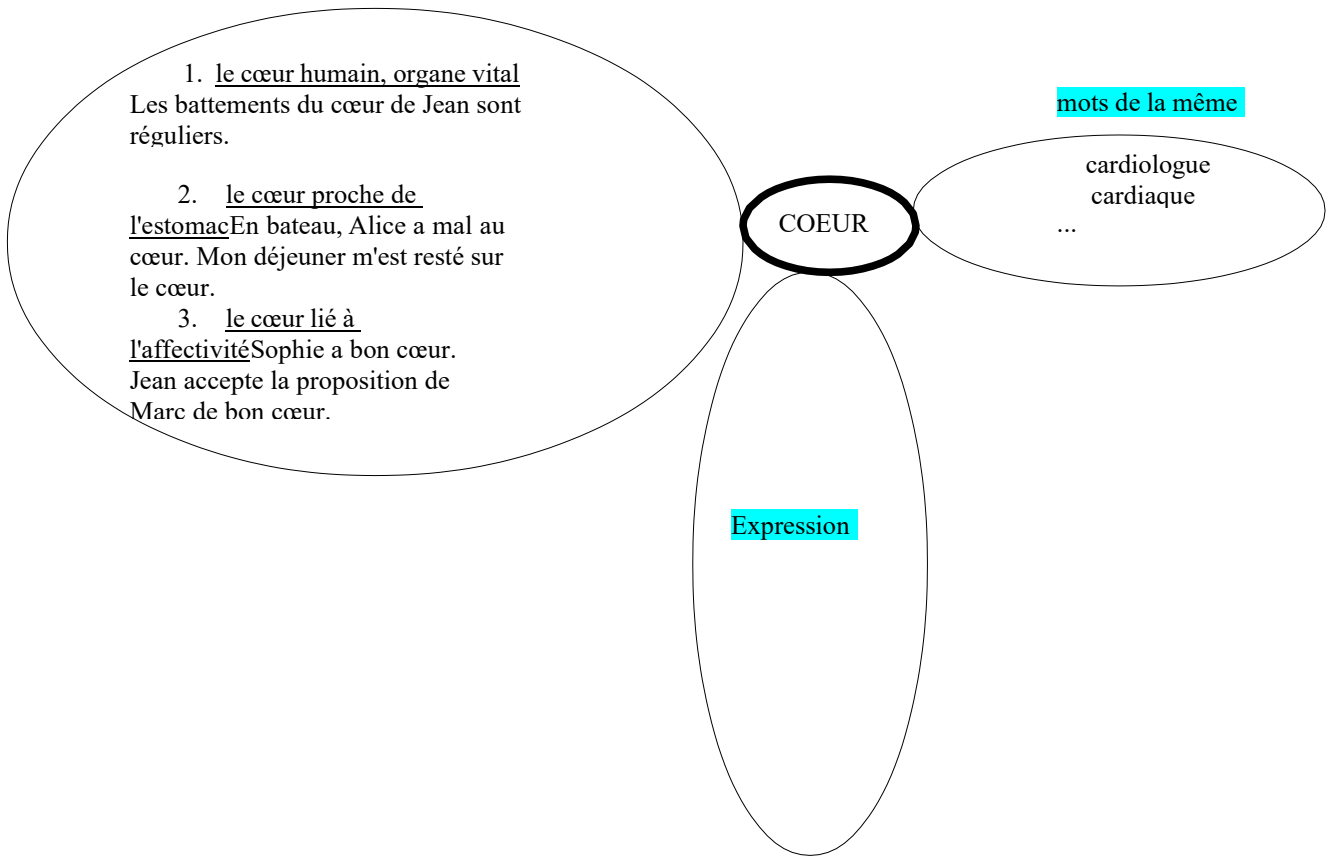 1. le cœur humain, organe vital
Les battements du cœur de Jean sont
réguliers.
2. le cœur proche de
l'estomacEn bateau, Alice a mal au
cœur. Mon déjeuner m'est resté sur
le cœur.
3. le cœur lié à
l'affectivitéSophie a bon cœur.
Jean accepte la proposition de
Marc de bon cœur.
COEUR
mots de la même
cardiologue
cardiaque
...
Expression